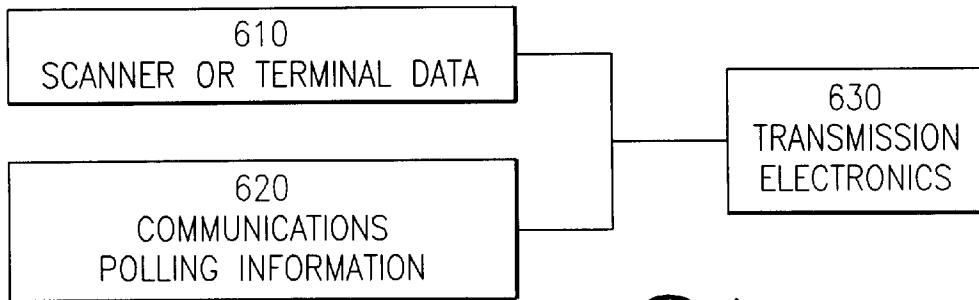 610
SCANNER OR TERMINAL DATA
620
COMMUNICATIONS
POLLING INFORMATION
630
TRANSMISSION
ELECTRONICS